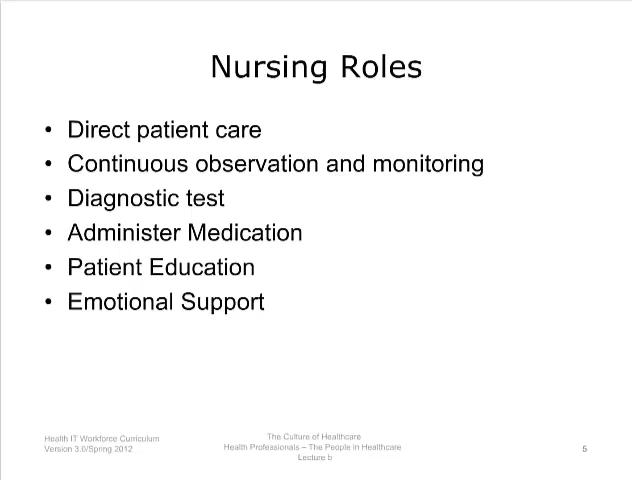 Nursing Roles
• Direct patient care
• Continuous observation and monitoring
• Diagnostic test
• Administer Medication
• Patient Education
• Emotional Support
Health IT Workforce Curriculum
Version 3.0/Spring 2012
The Culture of Healthcare
Health Professionals – The People in Healthcare
Lecture b
5